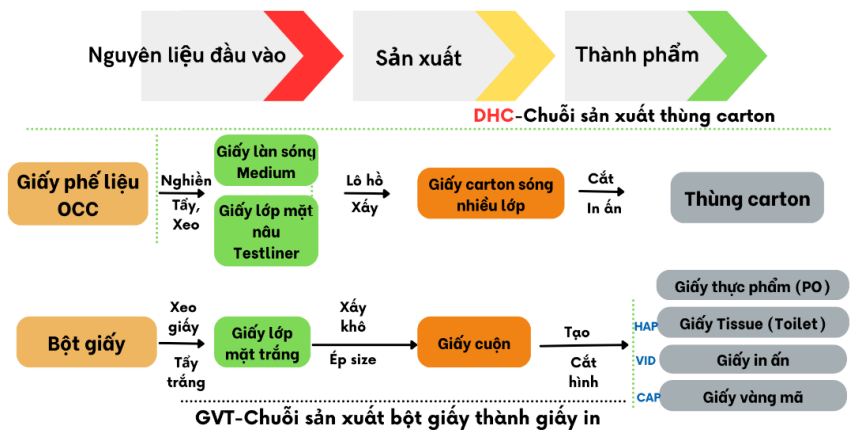 Nguyên liệu đầu vào
Sản xuất
Thành phẩm
DHC-Chuỗi sản xuất thùng carton
Giấy phế liệu
OCC
Nghiền
Tẩy,
Xeo
Giấy làn sóng
Medium
Giấy lớp mặt
nâu
Testliner
Lô hồ
Xấy
Giấy carton sóng
nhiều lớp
Cắt
In ấn
Thùng carton
Bột giấy
Xeo
giấy
Tẩy
trắng
Giấy lớp
mặt trắng
Xấy
khô
Ép size
Giấy cuộn
Tạo
Cắt
hình
Giấy thực phẩm (PO)
HAP
Giấy Tissue (Toilet)
VID
Giấy in ấn
CAP
Giấy vàng mã
GVT-Chuỗi sản xuất bột giấy thành giấy in